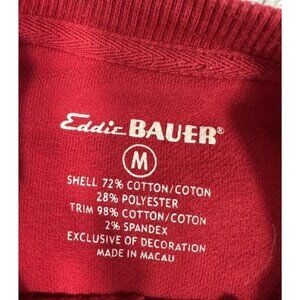 Eddie BAUER®
M
SHELL 72% COTTON/COTON
28% POLYESTER
TRIM 98% COTTON/COTON
2% SPANDEX
EXCLUSIVE OF DECORATION
MADE IN MACAU